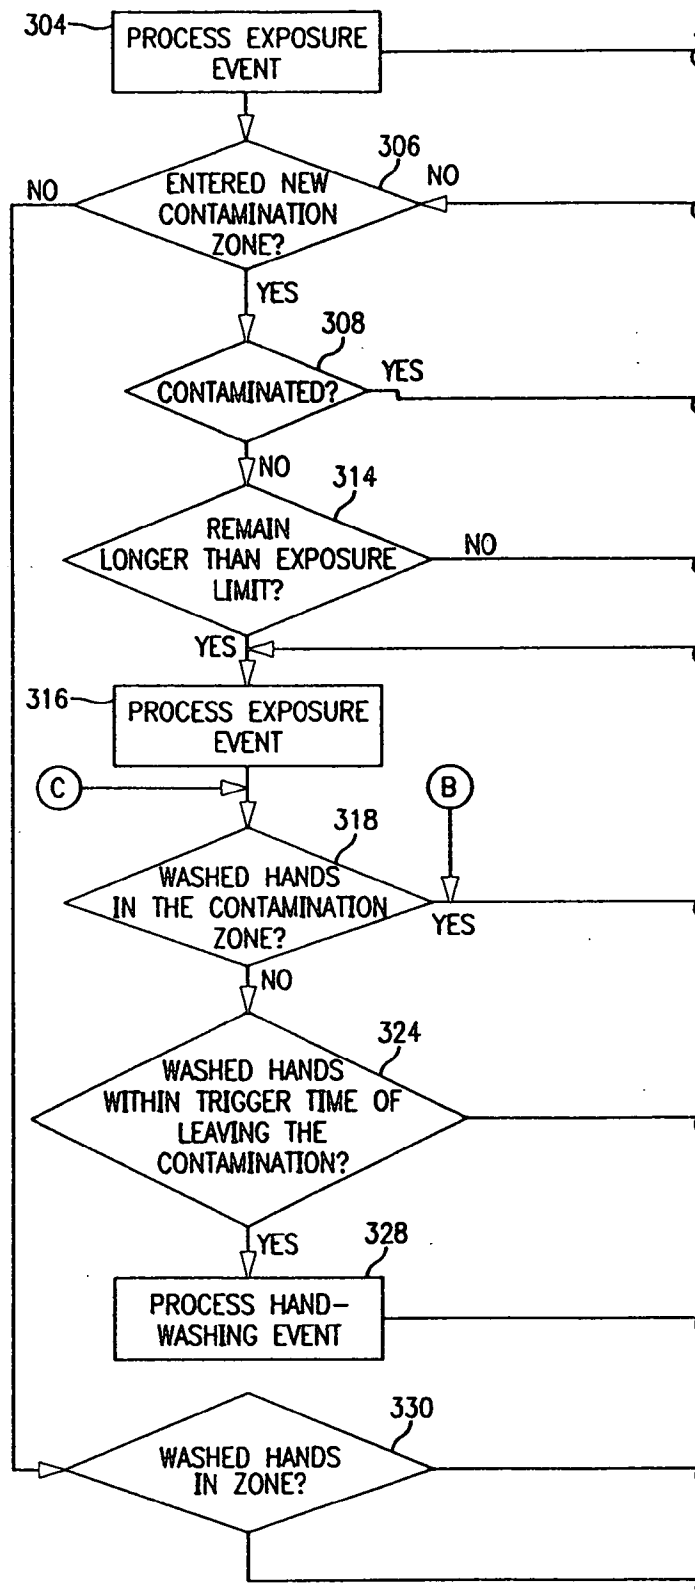 304
PROCESS EXPOSURE
EVENT
306
NO
NO
ENTERED NEW
CONTAMINATION
ZONE?
YES
308
CONTAMINATED?
YES
NO
314
REMAIN
LONGER THAN EXPOSURE
LIMIT?
NO
YES
316
PROCESS EXPOSURE
EVENT
C
B
318
WASHED HANDS
IN THE CONTAMINATION
ZONE?
YES
NO
324
WASHED HANDS
WITHIN TRIGGER TIME OF
LEAVING THE
CONTAMINATION?
YES
328
PROCESS HAND-
WASHING EVENT
330
WASHED HANDS
IN ZONE?